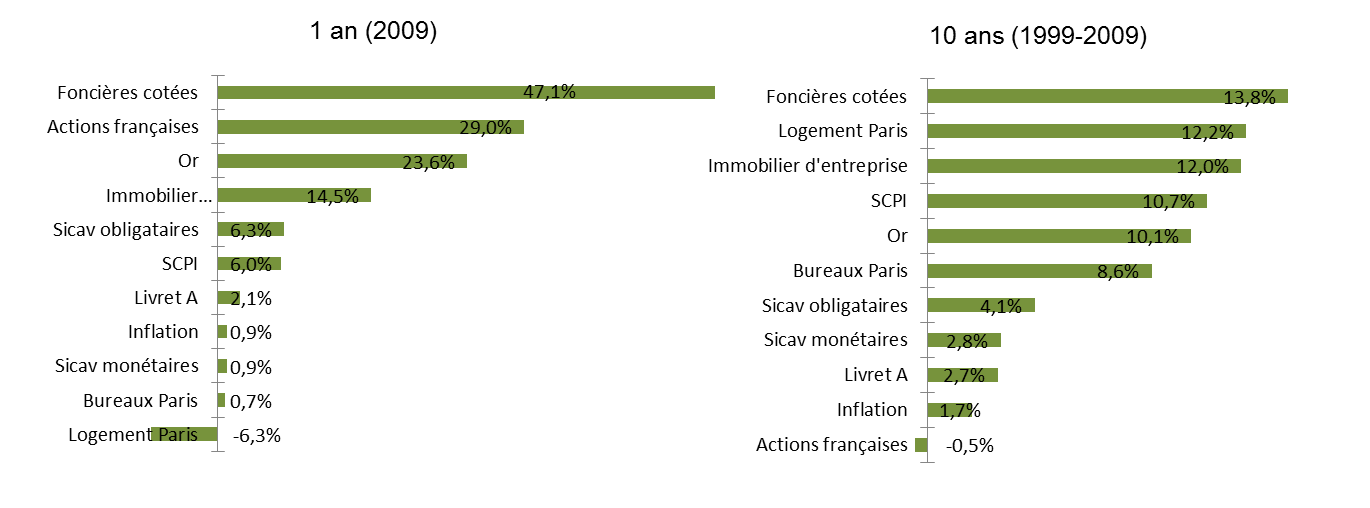 1 an (2009)
Foncières cotées 47,1%
Actions françaises 29,0%
Or 23,6%
Immobilier... 14,5%
Sicav obligataires 6,3%
SCPI 6,0%
Livret A 2,1%
Inflation 0,9%
Sicav monétaires 0,9%
Bureaux Paris 0,7%
Logement Paris -6,3%
10 ans (1999-2009)
Foncières cotées 13,8%
Logement Paris 12,2%
Immobilier d'entreprise 12,0%
SCPI 10,7%
Or 10,1%
Bureaux Paris 8,6%
Sicav obligataires 4,1%
Sicav monétaires 2,8%
Livret A 2,7%
Inflation 1,7%
Actions françaises -0,5%